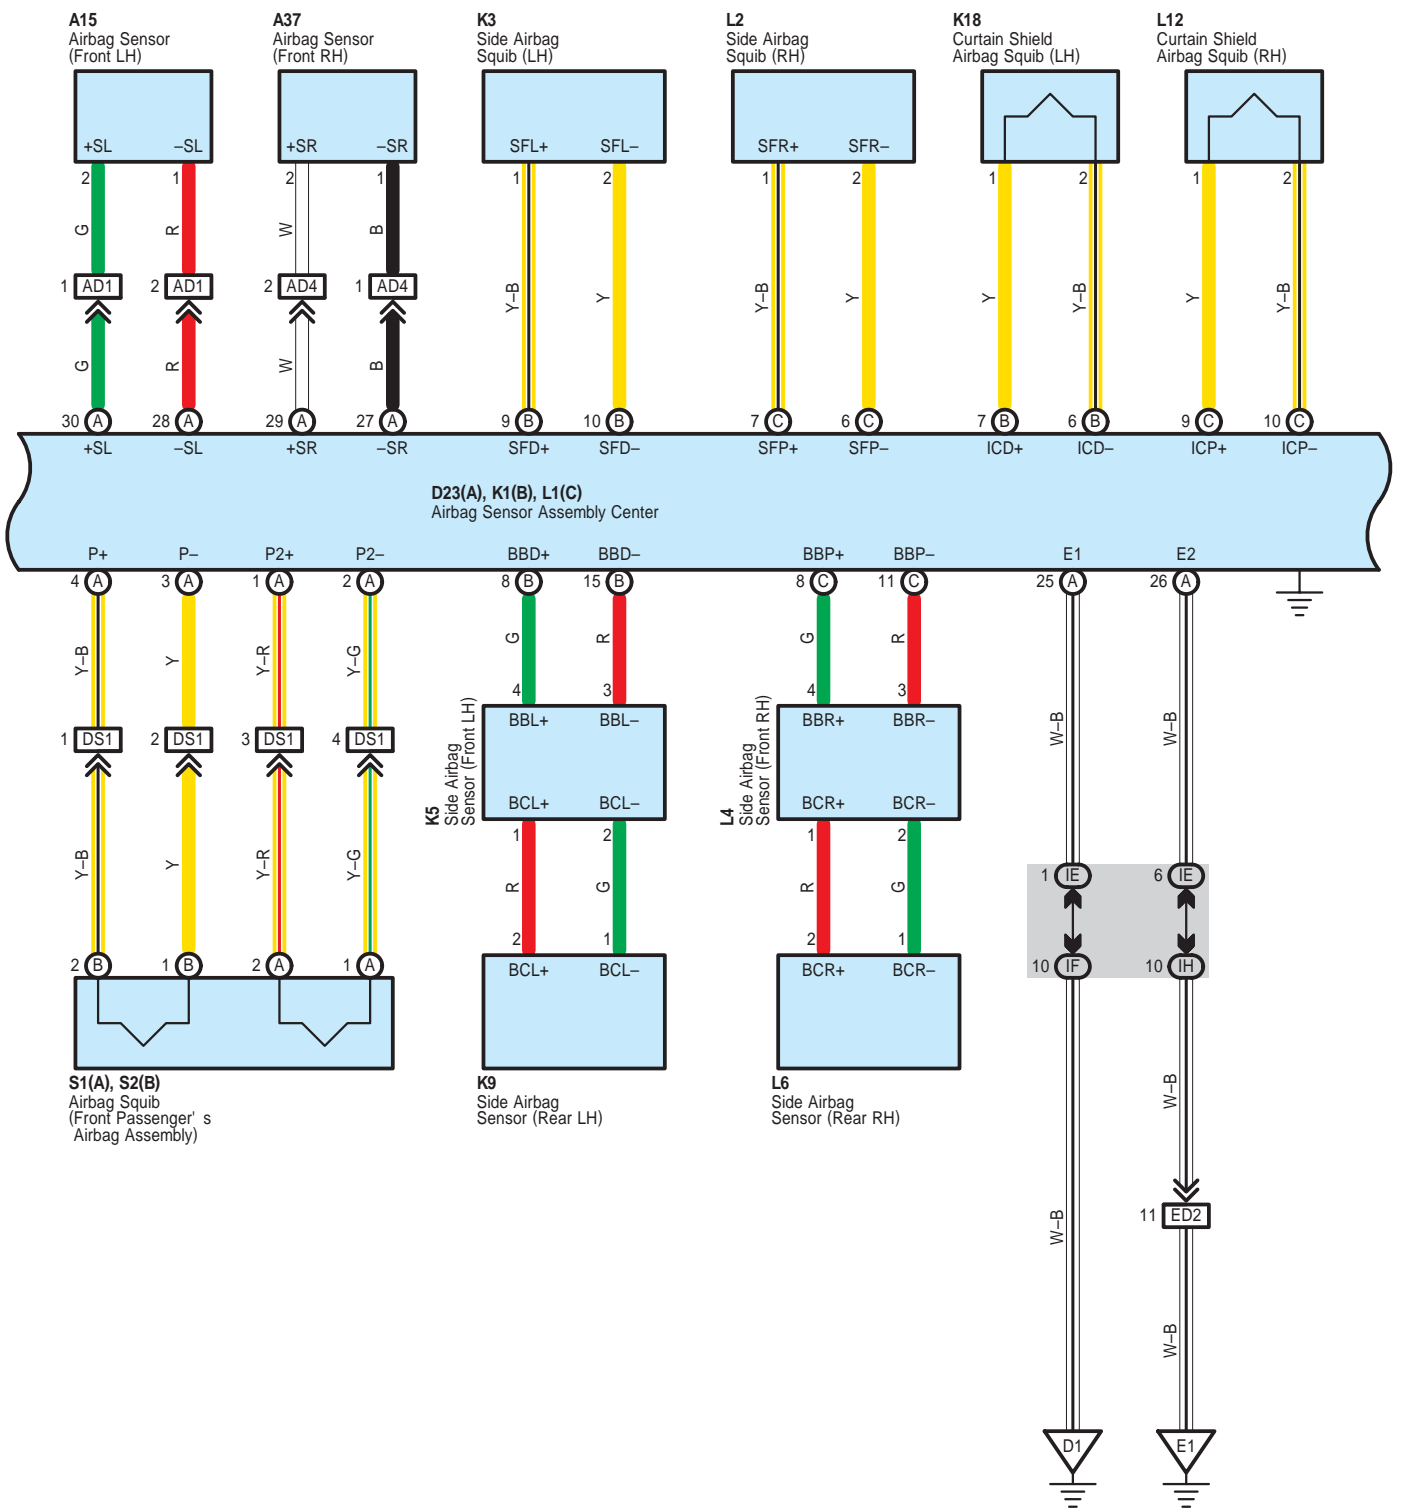 A15
Airbag Sensor
(Front LH)
A37
Airbag Sensor
(Front RH)
K3
Side Airbag
Squib (LH)
L2
Side Airbag
Squib (RH)
K18
Curtain Shield
Airbag Squib (LH)
L12
Curtain Shield
Airbag Squib (RH)
+SL –SL +SR –SR SFL+ SFL– SFR+ SFR–
2 1 2 1 1 2 1 2 1 2 1 2
G R W B
Y–B Y Y–B Y Y Y–B Y Y–B
1 AD1 2 AD1 2 AD4 1 AD4
G R W B
30 A 28 A 29 A 27 A 9 B 10 B 7 C 6 C 7 B 6 B 9 C 10 C
+SL –SL +SR –SR SFD+ SFD– SFP+ SFP– ICD+ ICD– ICP+ ICP–
D23(A), K1(B), L1(C)
Airbag Sensor Assembly Center
P+ P– P2+ P2– BBD+ BBD– BBP+ BBP– E1 E2
4 A 3 A 1 A 2 A 8 B 15 B 8 C 11 C 25 A 26 A
Y–B Y Y–R Y–G G R G R
4 3 4 3
W–B W–B
1 DS1 2 DS1 3 DS1 4 DS1
K5
Side Airbag
Sensor (Front LH)
BBL+ BBL–
BCL+ BCL–
L4
Side Airbag
Sensor (Front RH)
BBR+ BBR–
BCR+ BCR–
1 2 1 2
Y–B Y Y–R Y–G R G R G
1 IE 6 IE
2 1 2 1
2 B 1 B 2 A 1 A
10 IF 10 IH
BCL+ BCL– BCR+ BCR–
S1(A), S2(B)
Airbag Squib
(Front Passenger' s
Airbag Assembly)
K9
Side Airbag
Sensor (Rear LH)
L6
Side Airbag
Sensor (Rear RH)
W–B
W–B
11 ED2
W–B
D1 E1